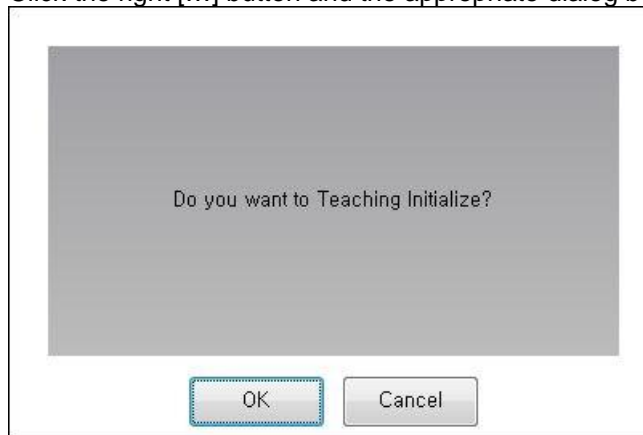 Click the right [...] button and the appropriate dialog b
Do you want to Teaching Initialize?
OK
Cancel